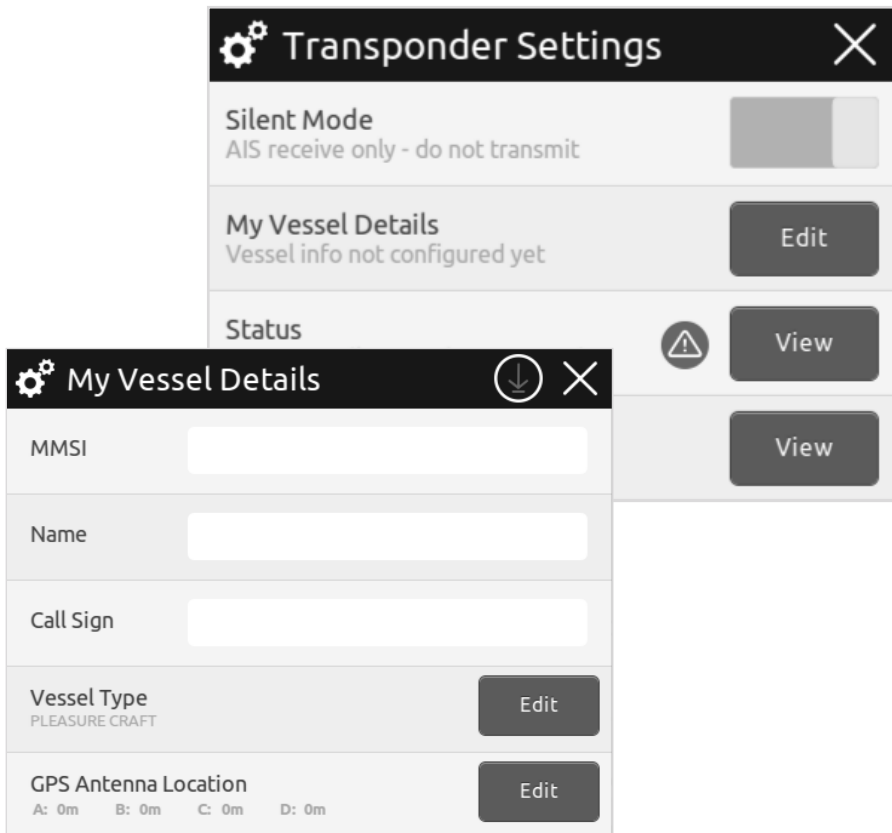 Transponder Settings
Silent Mode
AIS receive only - do not transmit
My Vessel Details
Vessel info not configured yet
Edit
Status
View
View
My Vessel Details
MMSI
Name
Call Sign
Vessel Type
PLEASURE CRAFT
Edit
GPS Antenna Location
A: 0m B: 0m C: 0m D: 0m
Edit